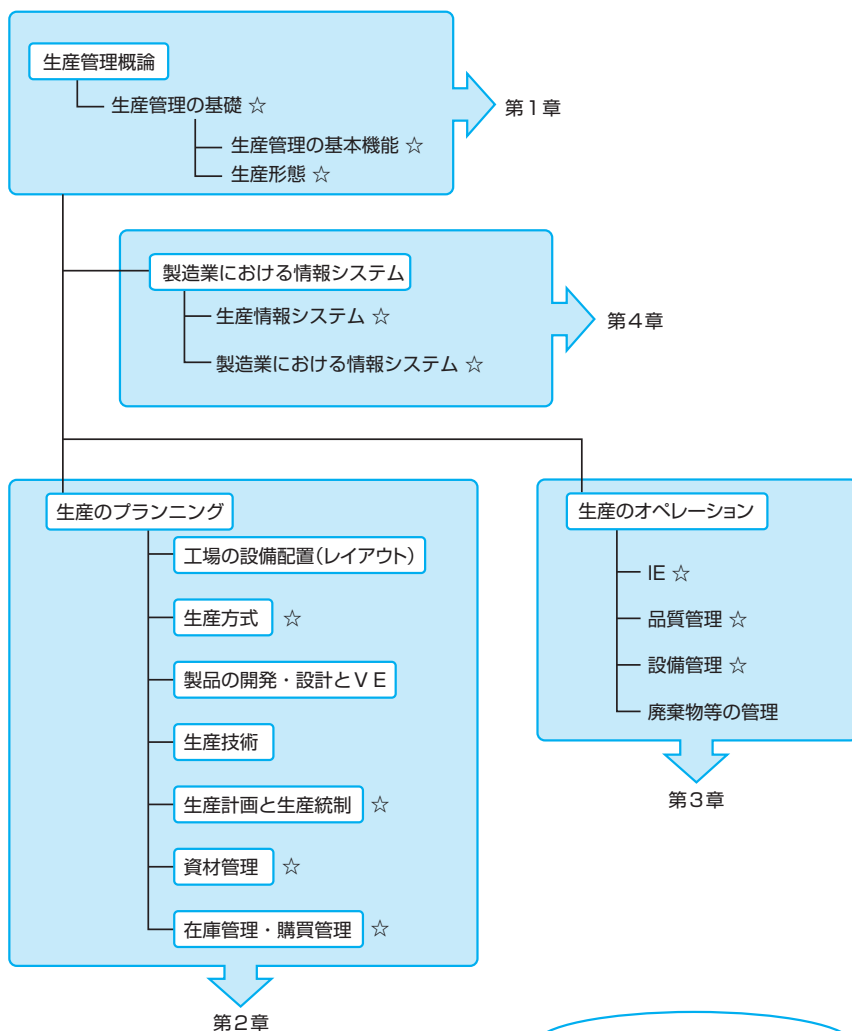 生産管理概論
生産管理の基礎 ☆
生産管理の基本機能 ☆
生産形態 ☆
第1章
製造業における情報システム
生産情報システム ☆
製造業における情報システム ☆
第4章
生産のプランニング
工場の設備配置(レイアウト)
生産方式 ☆
製品の開発・設計とVE
生産技術
生産計画と生産統制 ☆
資材管理 ☆
在庫管理・購買管理 ☆
第2章
生産のオペレーション
IE ☆
品質管理 ☆
設備管理 ☆
廃棄物等の管理
第3章